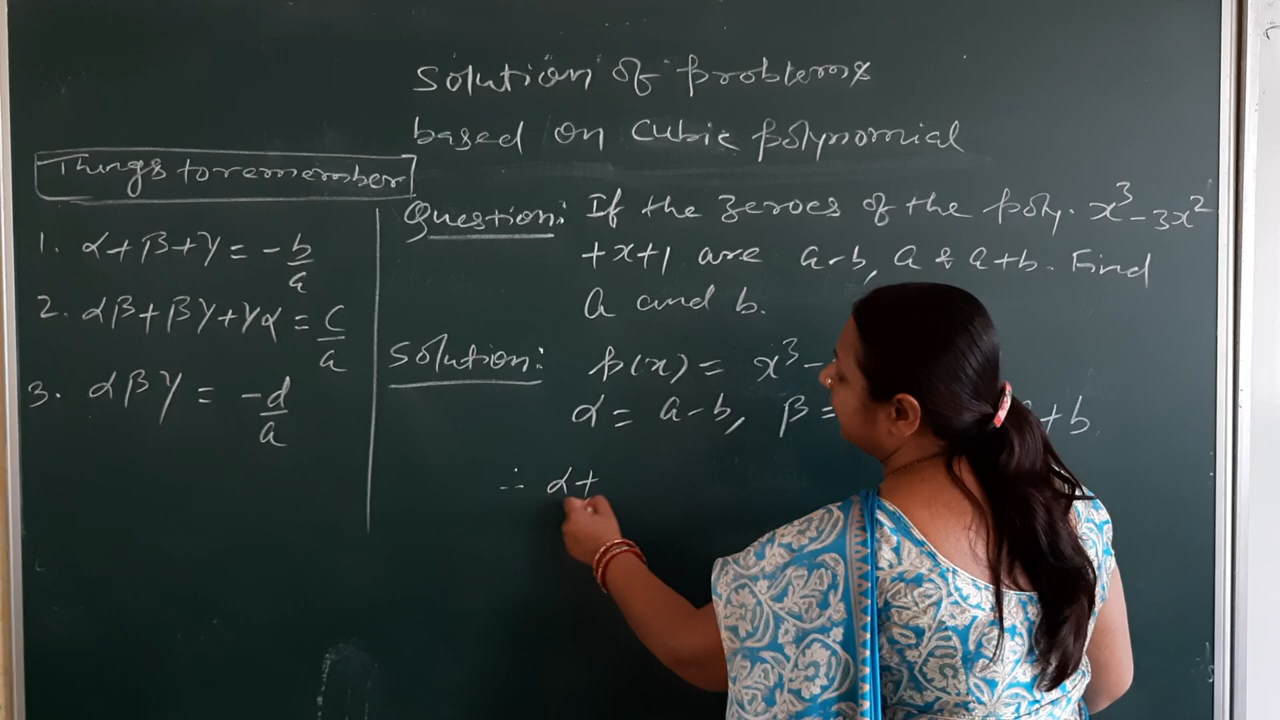 Solution of problems
based on cubic polynomial
Things to remember
1. α+β+γ = -b/a
2. αβ+βγ+γα = c/a
3. αβγ = -d/a
Question: If the zeroes of the poly. x³-3x²
+x+1 are a-b, a & a+b. Find
a and b.
Solution: p(x) = x³-
α = a-b, β = +b.
∴ α+